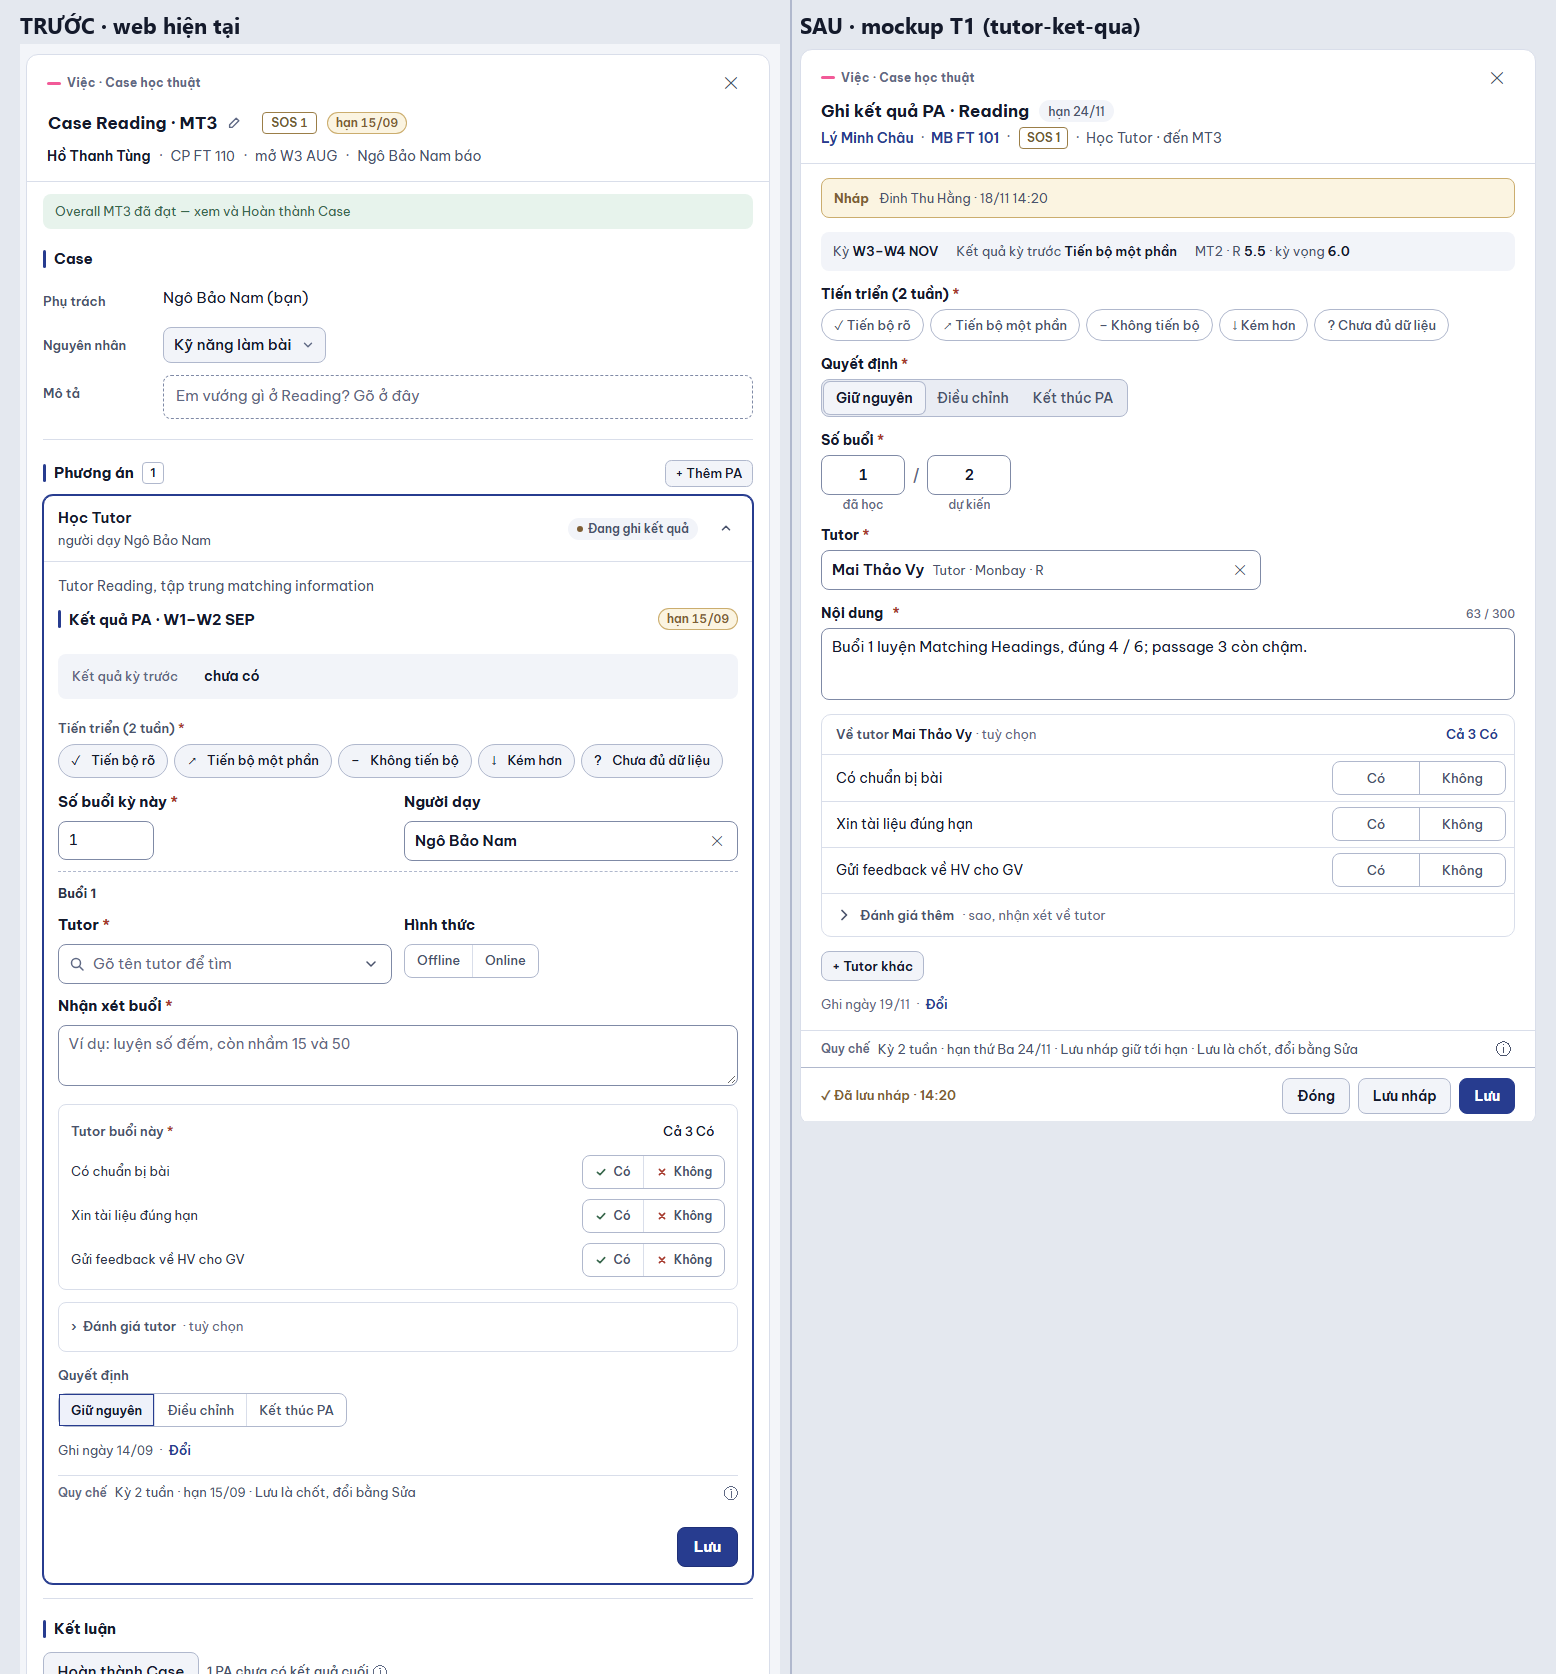 TRƯỚC · web hiện tại
Việc · Case học thuật
Case Reading · MT3 SOS 1 hạn 15/09
Hồ Thanh Tùng · CP FT 110 · mở W3 AUG · Ngô Bảo Nam báo
Overall MT3 đã đạt — xem và Hoàn thành Case
Case
Phụ trách Ngô Bảo Nam (bạn)
Nguyên nhân Kỹ năng làm bài
Mô tả Em vướng gì ở Reading? Gõ ở đây
Phương án 1 + Thêm PA
Học Tutor
người dạy Ngô Bảo Nam
Đang ghi kết quả
Tutor Reading, tập trung matching information
Kết quả PA · W1–W2 SEP hạn 15/09
Kết quả kỳ trước chưa có
Tiến triển (2 tuần) *
✓ Tiến bộ rõ ↗ Tiến bộ một phần – Không tiến bộ ↓ Kém hơn ? Chưa đủ dữ liệu
Số buổi kỳ này * Người dạy
1 Ngô Bảo Nam
Buổi 1
Tutor * Hình thức
Gõ tên tutor để tìm Offline Online
Nhận xét buổi *
Ví dụ: luyện số đếm, còn nhầm 15 và 50
Tutor buổi này * Cả 3 Có
Có chuẩn bị bài ✓ Có × Không
Xin tài liệu đúng hạn ✓ Có × Không
Gửi feedback về HV cho GV ✓ Có × Không
› Đánh giá tutor · tuỳ chọn
Quyết định
Giữ nguyên Điều chỉnh Kết thúc PA
Ghi ngày 14/09 · Đổi
Quy chế Kỳ 2 tuần · hạn 15/09 · Lưu là chốt, đổi bằng Sửa
Lưu
Kết luận
Hoàn thành Case 1 PA chưa có kết quả cuối
SAU · mockup T1 (tutor-ket-qua)
Việc · Case học thuật
Ghi kết quả PA · Reading hạn 24/11
Lý Minh Châu · MB FT 101 · SOS 1 · Học Tutor · đến MT3
Nháp Đinh Thu Hằng · 18/11 14:20
Kỳ W3–W4 NOV Kết quả kỳ trước Tiến bộ một phần MT2 · R 5.5 · kỳ vọng 6.0
Tiến triển (2 tuần) *
✓ Tiến bộ rõ ↗ Tiến bộ một phần – Không tiến bộ ↓ Kém hơn ? Chưa đủ dữ liệu
Quyết định *
Giữ nguyên Điều chỉnh Kết thúc PA
Số buổi *
1 / 2
đã học dự kiến
Tutor *
Mai Thảo Vy Tutor · Monbay · R
Nội dung * 63 / 300
Buổi 1 luyện Matching Headings, đúng 4 / 6; passage 3 còn chậm.
Về tutor Mai Thảo Vy · tuỳ chọn Cả 3 Có
Có chuẩn bị bài Có Không
Xin tài liệu đúng hạn Có Không
Gửi feedback về HV cho GV Có Không
Đánh giá thêm · sao, nhận xét về tutor
+ Tutor khác
Ghi ngày 19/11 · Đổi
Quy chế Kỳ 2 tuần · hạn thứ Ba 24/11 · Lưu nháp giữ tới hạn · Lưu là chốt, đổi bằng Sửa
✓ Đã lưu nháp · 14:20 Đóng Lưu nháp Lưu